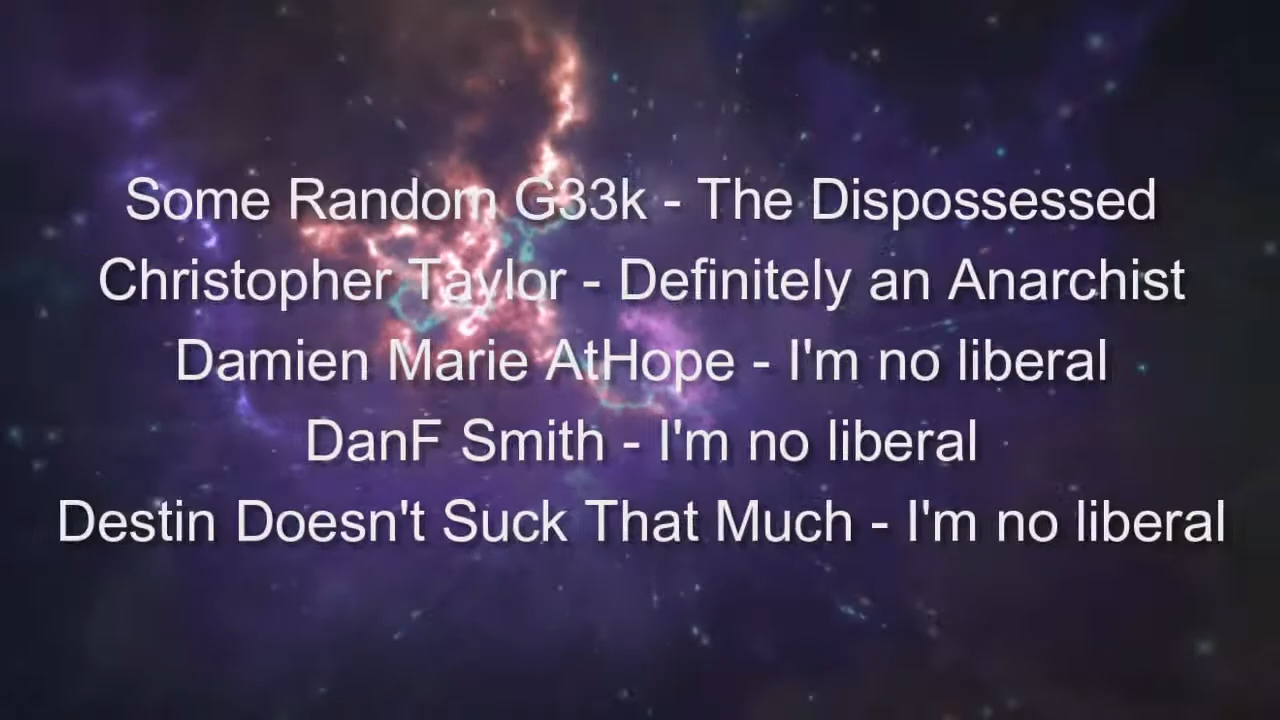 Some Random G33k - The Dispossessed
Christopher Taylor - Definitely an Anarchist
Damien Marie AtHope - I'm no liberal
DanF Smith - I'm no liberal
Destin Doesn't Suck That Much - I'm no liberal